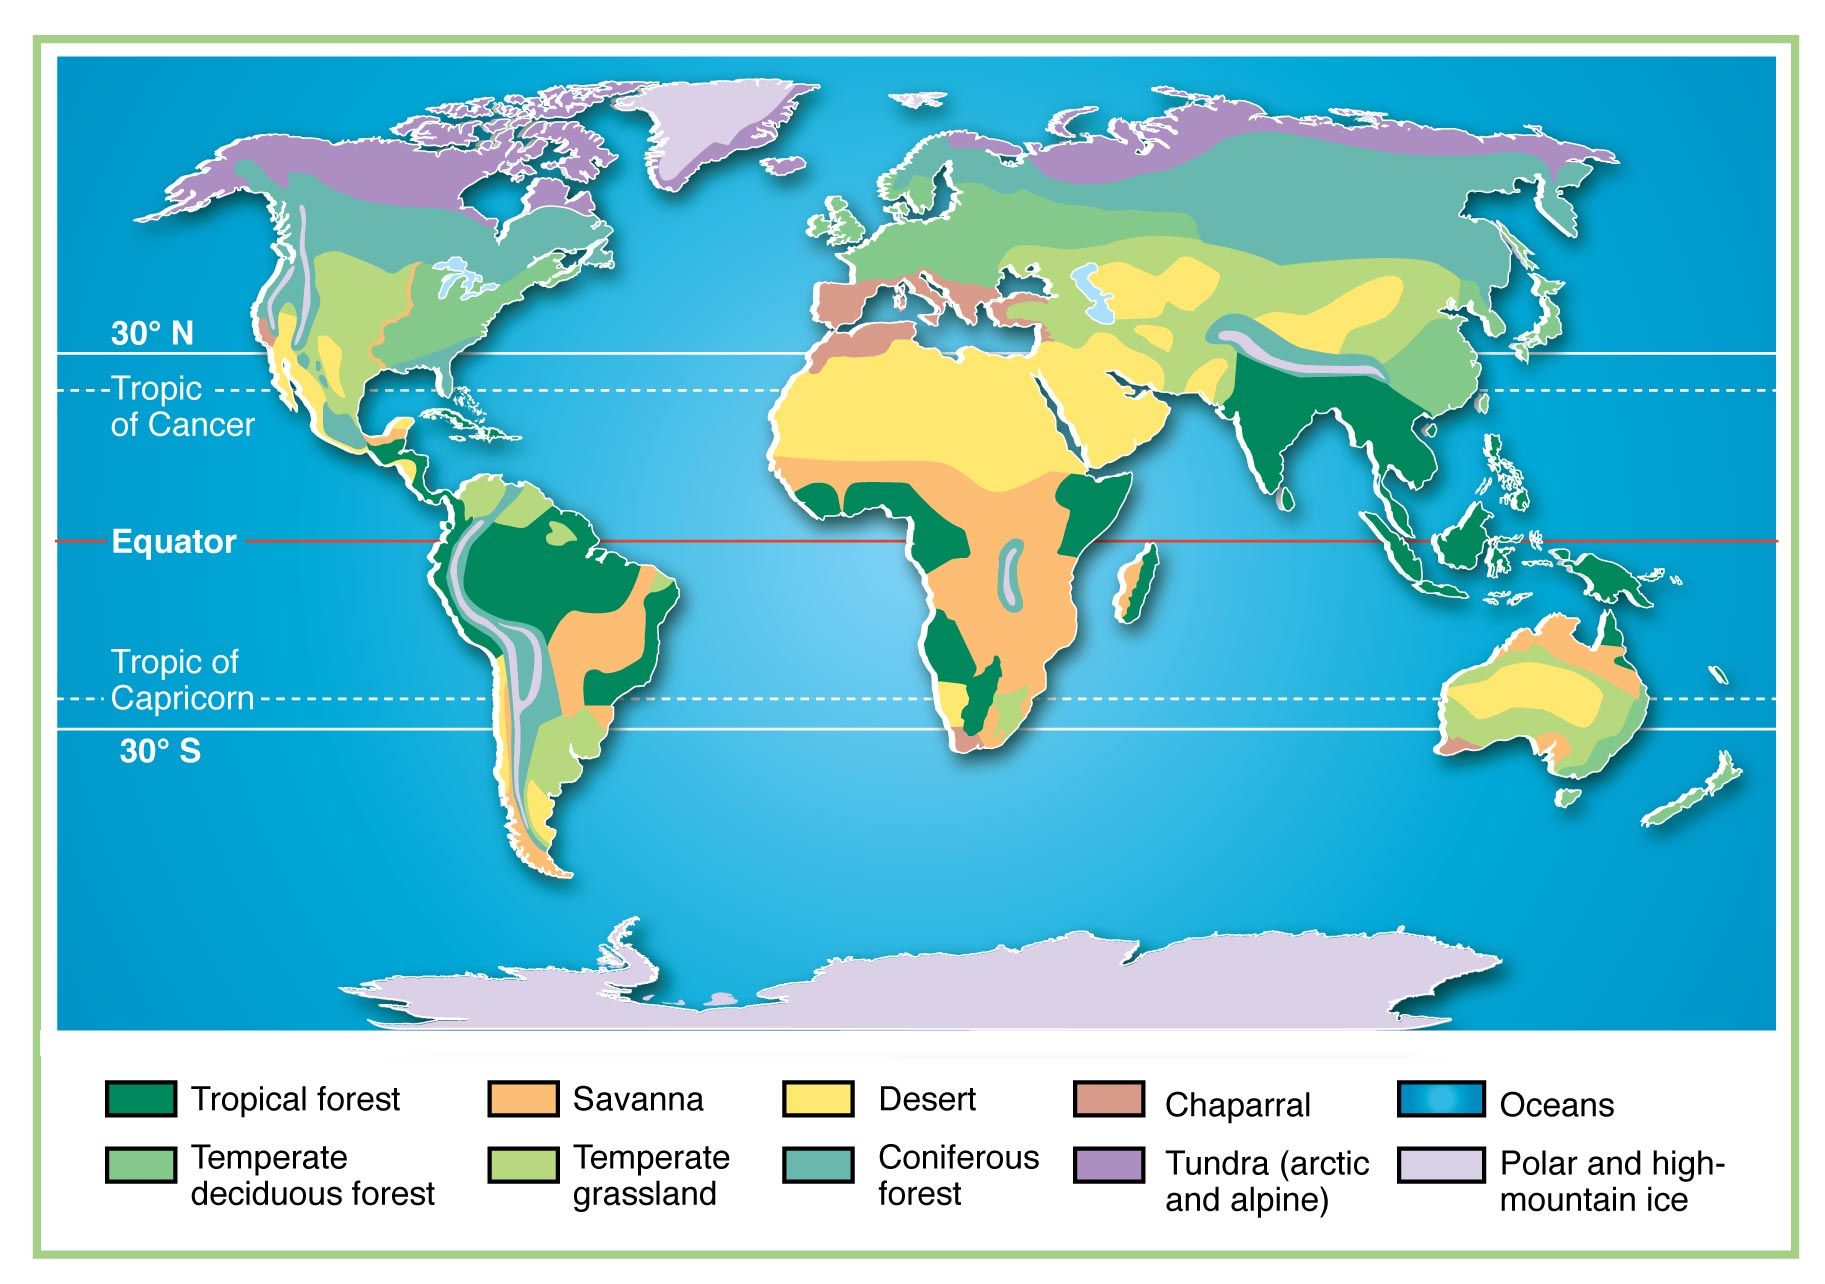 30° N
Tropic
of Cancer
Equator
Tropic of
Capricorn
30° S
Tropical forest
Savanna
Desert
Chaparral
Oceans
Temperate
deciduous forest
Temperate
grassland
Coniferous
forest
Tundra (arctic
and alpine)
Polar and high-
mountain ice